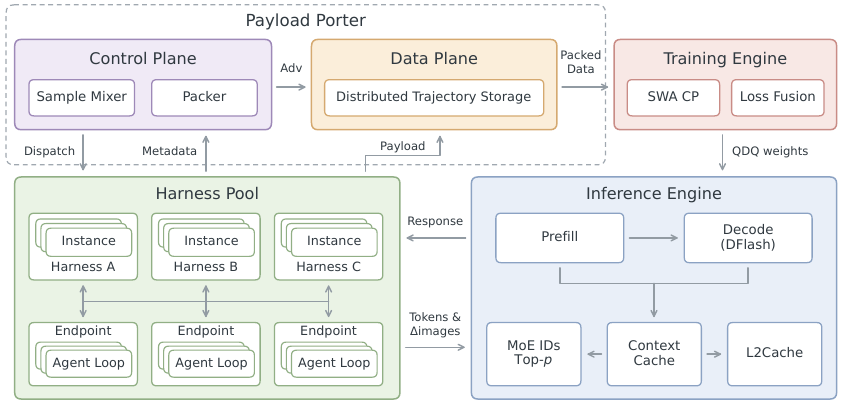 Payload Porter
Control Plane
Sample Mixer
Packer
Adv
Data Plane
Distributed Trajectory Storage
Packed
Data
Training Engine
SWA CP
Loss Fusion
Dispatch
Metadata
Payload
QDQ weights
Harness Pool
Instance
Harness A
Instance
Harness B
Instance
Harness C
Endpoint
Agent Loop
Endpoint
Agent Loop
Endpoint
Agent Loop
Response
Tokens &
Δimages
Inference Engine
Prefill
Decode
(DFlash)
MoE IDs
Top-p
Context
Cache
L2Cache